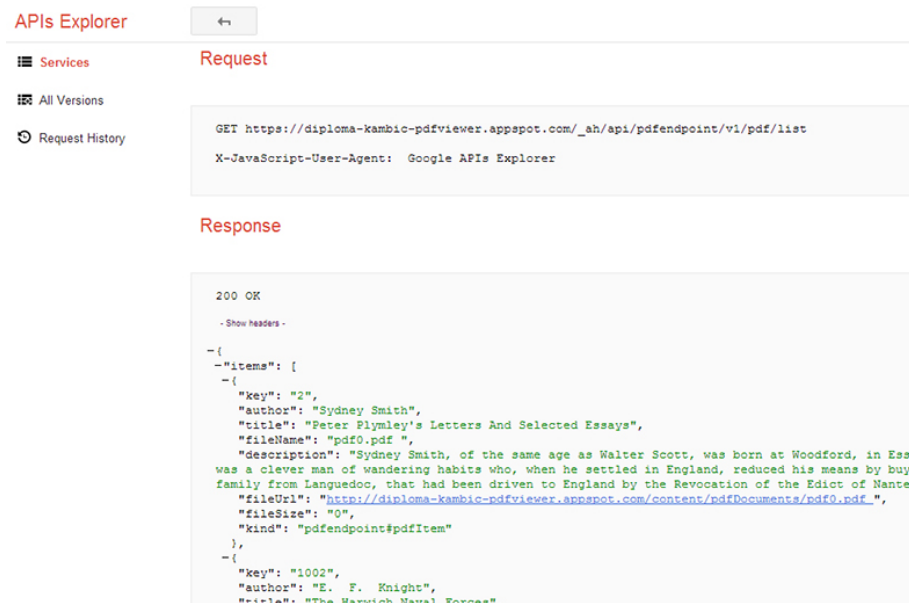 APIs Explorer
Services
All Versions
Request History
Request
GET https://diploma-kambic-pdfviewer.appspot.com/_ah/api/pdfendpoint/v1/pdf/list
X-JavaScript-User-Agent:  Google APIs Explorer
Response
200 OK
- Show headers -
-{
-"items": [
-{
"key": "2",
"author": "Sydney Smith",
"title": "Peter Plymley's Letters And Selected Essays",
"fileName": "pdf0.pdf ",
"description": "Sydney Smith, of the same age as Walter Scott, was born at Woodford, in Ess
was a clever man of wandering habits who, when he settled in England, reduced his means by buy
family from Languedoc, that had been driven to England by the Revocation of the Edict of Nante
"fileUrl": "http://diploma-kambic-pdfviewer.appspot.com/content/pdfDocuments/pdf0.pdf ",
"fileSize": "0",
"kind": "pdfendpoint#pdfItem"
},
-{
"key": "1002",
"author": "E.  F.  Knight",
"title": "The Harwich Naval Forces"